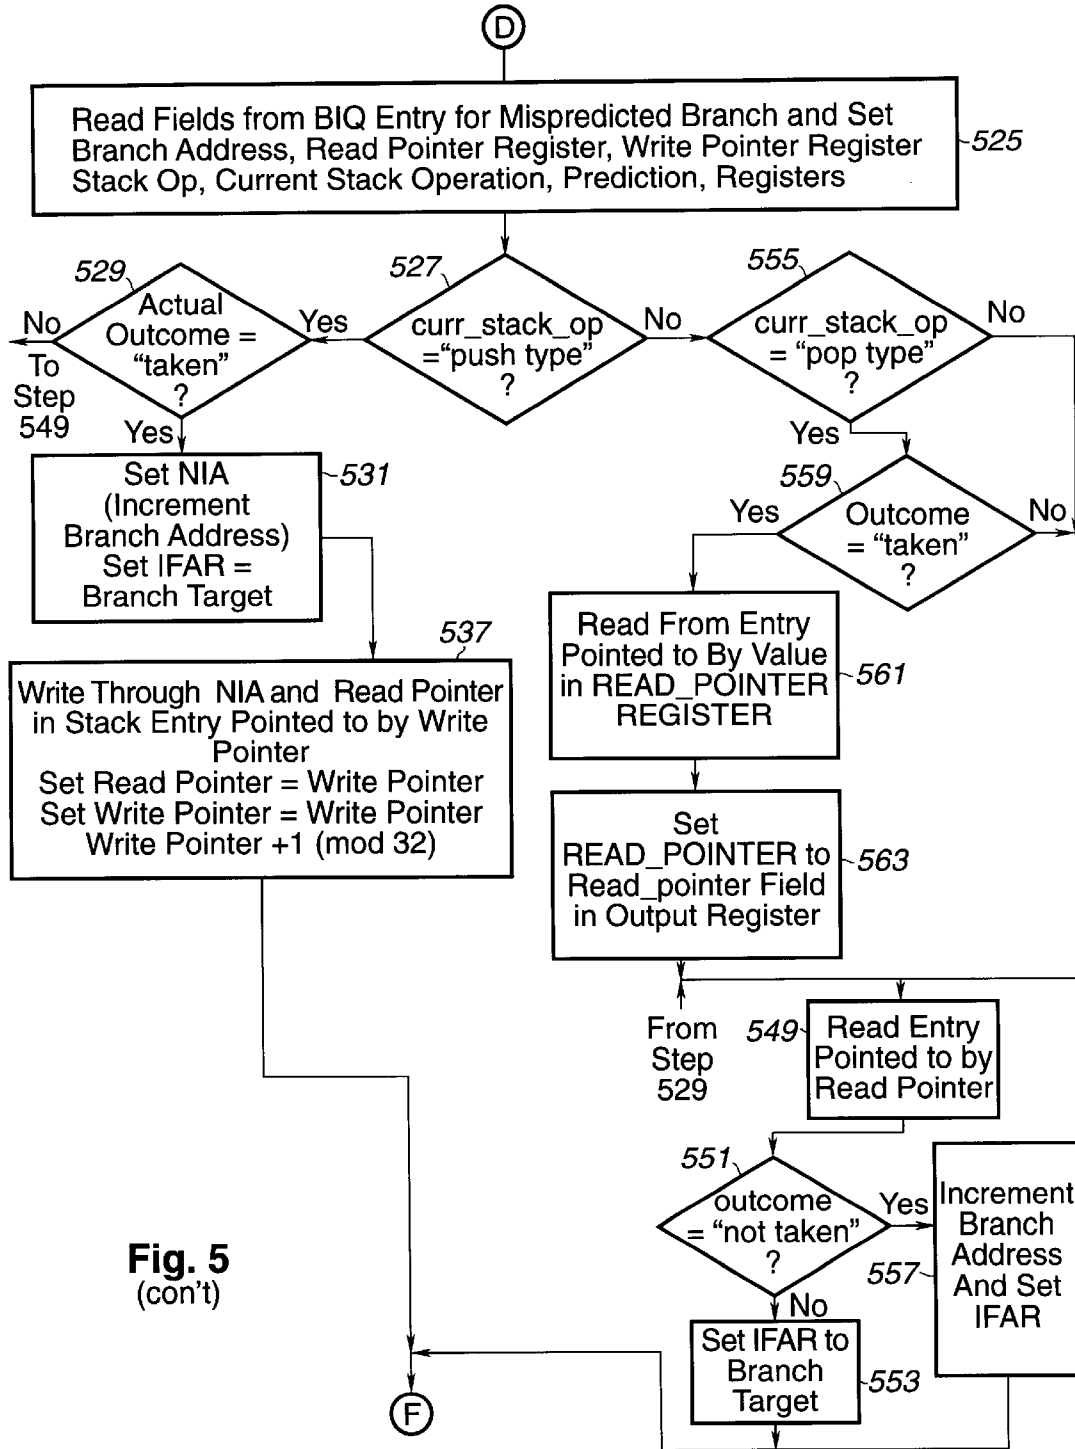 D
Read Fields from BIQ Entry for Mispredicted Branch and Set
Branch Address, Read Pointer Register, Write Pointer Register
Stack Op, Current Stack Operation, Prediction, Registers
525
529
Actual
Outcome =
“taken”
?
No
To
Step
549
Yes
Yes
527
curr_stack_op
=“push type”
?
No
555
curr_stack_op
= “pop type”
?
No
Yes
559
Outcome
= “taken”
?
Yes
No
Set NIA
(Increment
Branch Address)
Set IFAR =
Branch Target
531
537
Write Through NIA and Read Pointer
in Stack Entry Pointed to by Write
Pointer
Set Read Pointer = Write Pointer
Set Write Pointer = Write Pointer
Write Pointer +1 (mod 32)
Read From Entry
Pointed to By Value
in READ_POINTER
REGISTER
561
Set
READ_POINTER to
Read_pointer Field
in Output Register
563
From
Step
529
549
Read Entry
Pointed to by
Read Pointer
551
outcome
= “not taken”
?
Yes
No
Increment
Branch
Address
And Set
IFAR
557
Set IFAR to
Branch
Target
553
Fig. 5
(con't)
F